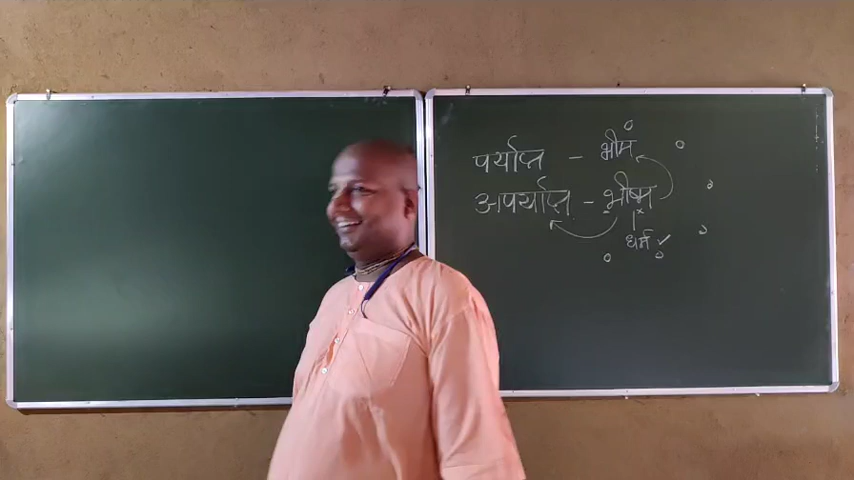 पर्याप्त - भीम
अपर्याप्त - भीष्म
धर्म ✓